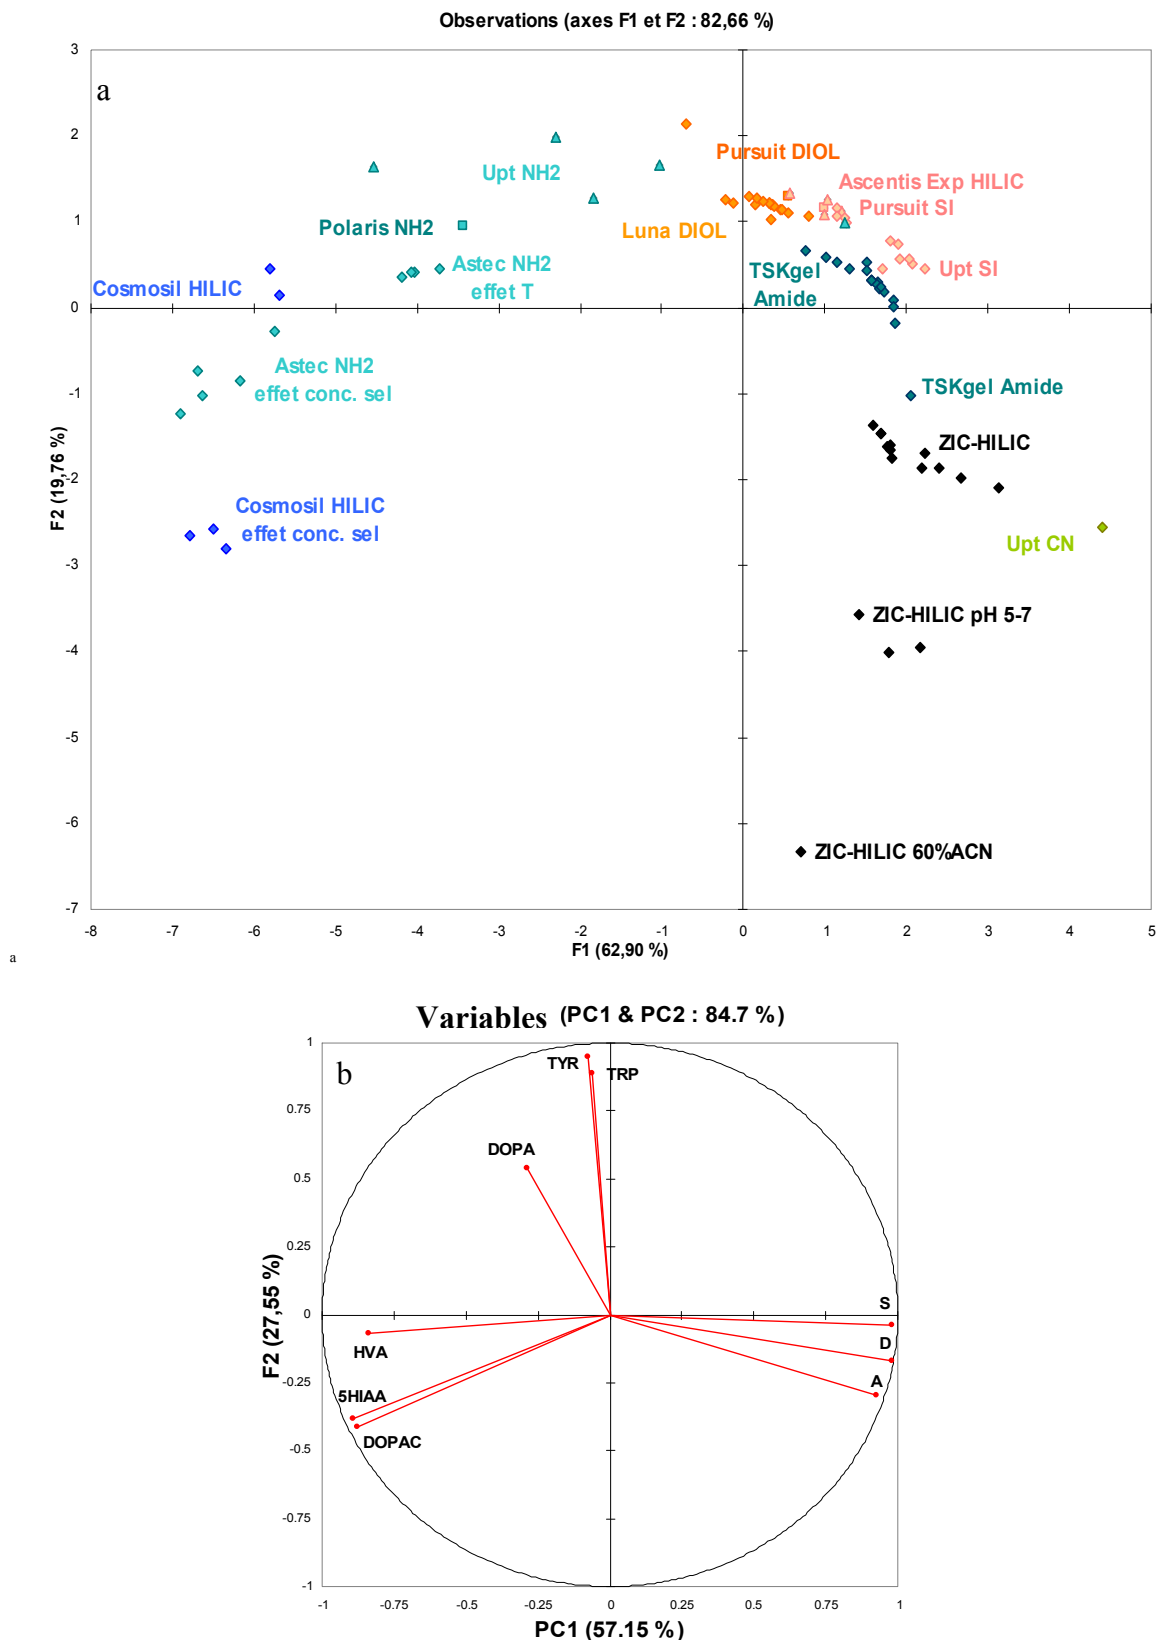 Observations (axes F1 et F2 : 82,66 %)
a
3
2
1
0
-1
-2
-3
-4
-5
-6
-7
F2 (19,76 %)
Pursuit DIOL
Upt NH2
Ascentis Exp HILIC
Pursuit SI
Polaris NH2
Luna DIOL
Astec NH2
effet T
TSKgel
Amide
Upt SI
Cosmosil HILIC
Astec NH2
effet conc. sel
TSKgel Amide
ZIC-HILIC
Cosmosil HILIC
effet conc. sel
Upt CN
ZIC-HILIC pH 5-7
ZIC-HILIC 60%ACN
-8 -7 -6 -5 -4 -3 -2 -1 0 1 2 3 4 5
F1 (62,90 %)
a
Variables (PC1 & PC2 : 84.7 %)
b
1
0.75
0.5
0.25
0
-0.25
-0.5
-0.75
-1
F2 (27,55 %)
TYR
TRP
DOPA
S
D
A
HVA
5HIAA
DOPAC
-1 -0.75 -0.5 -0.25 0 0.25 0.5 0.75 1
PC1 (57.15 %)